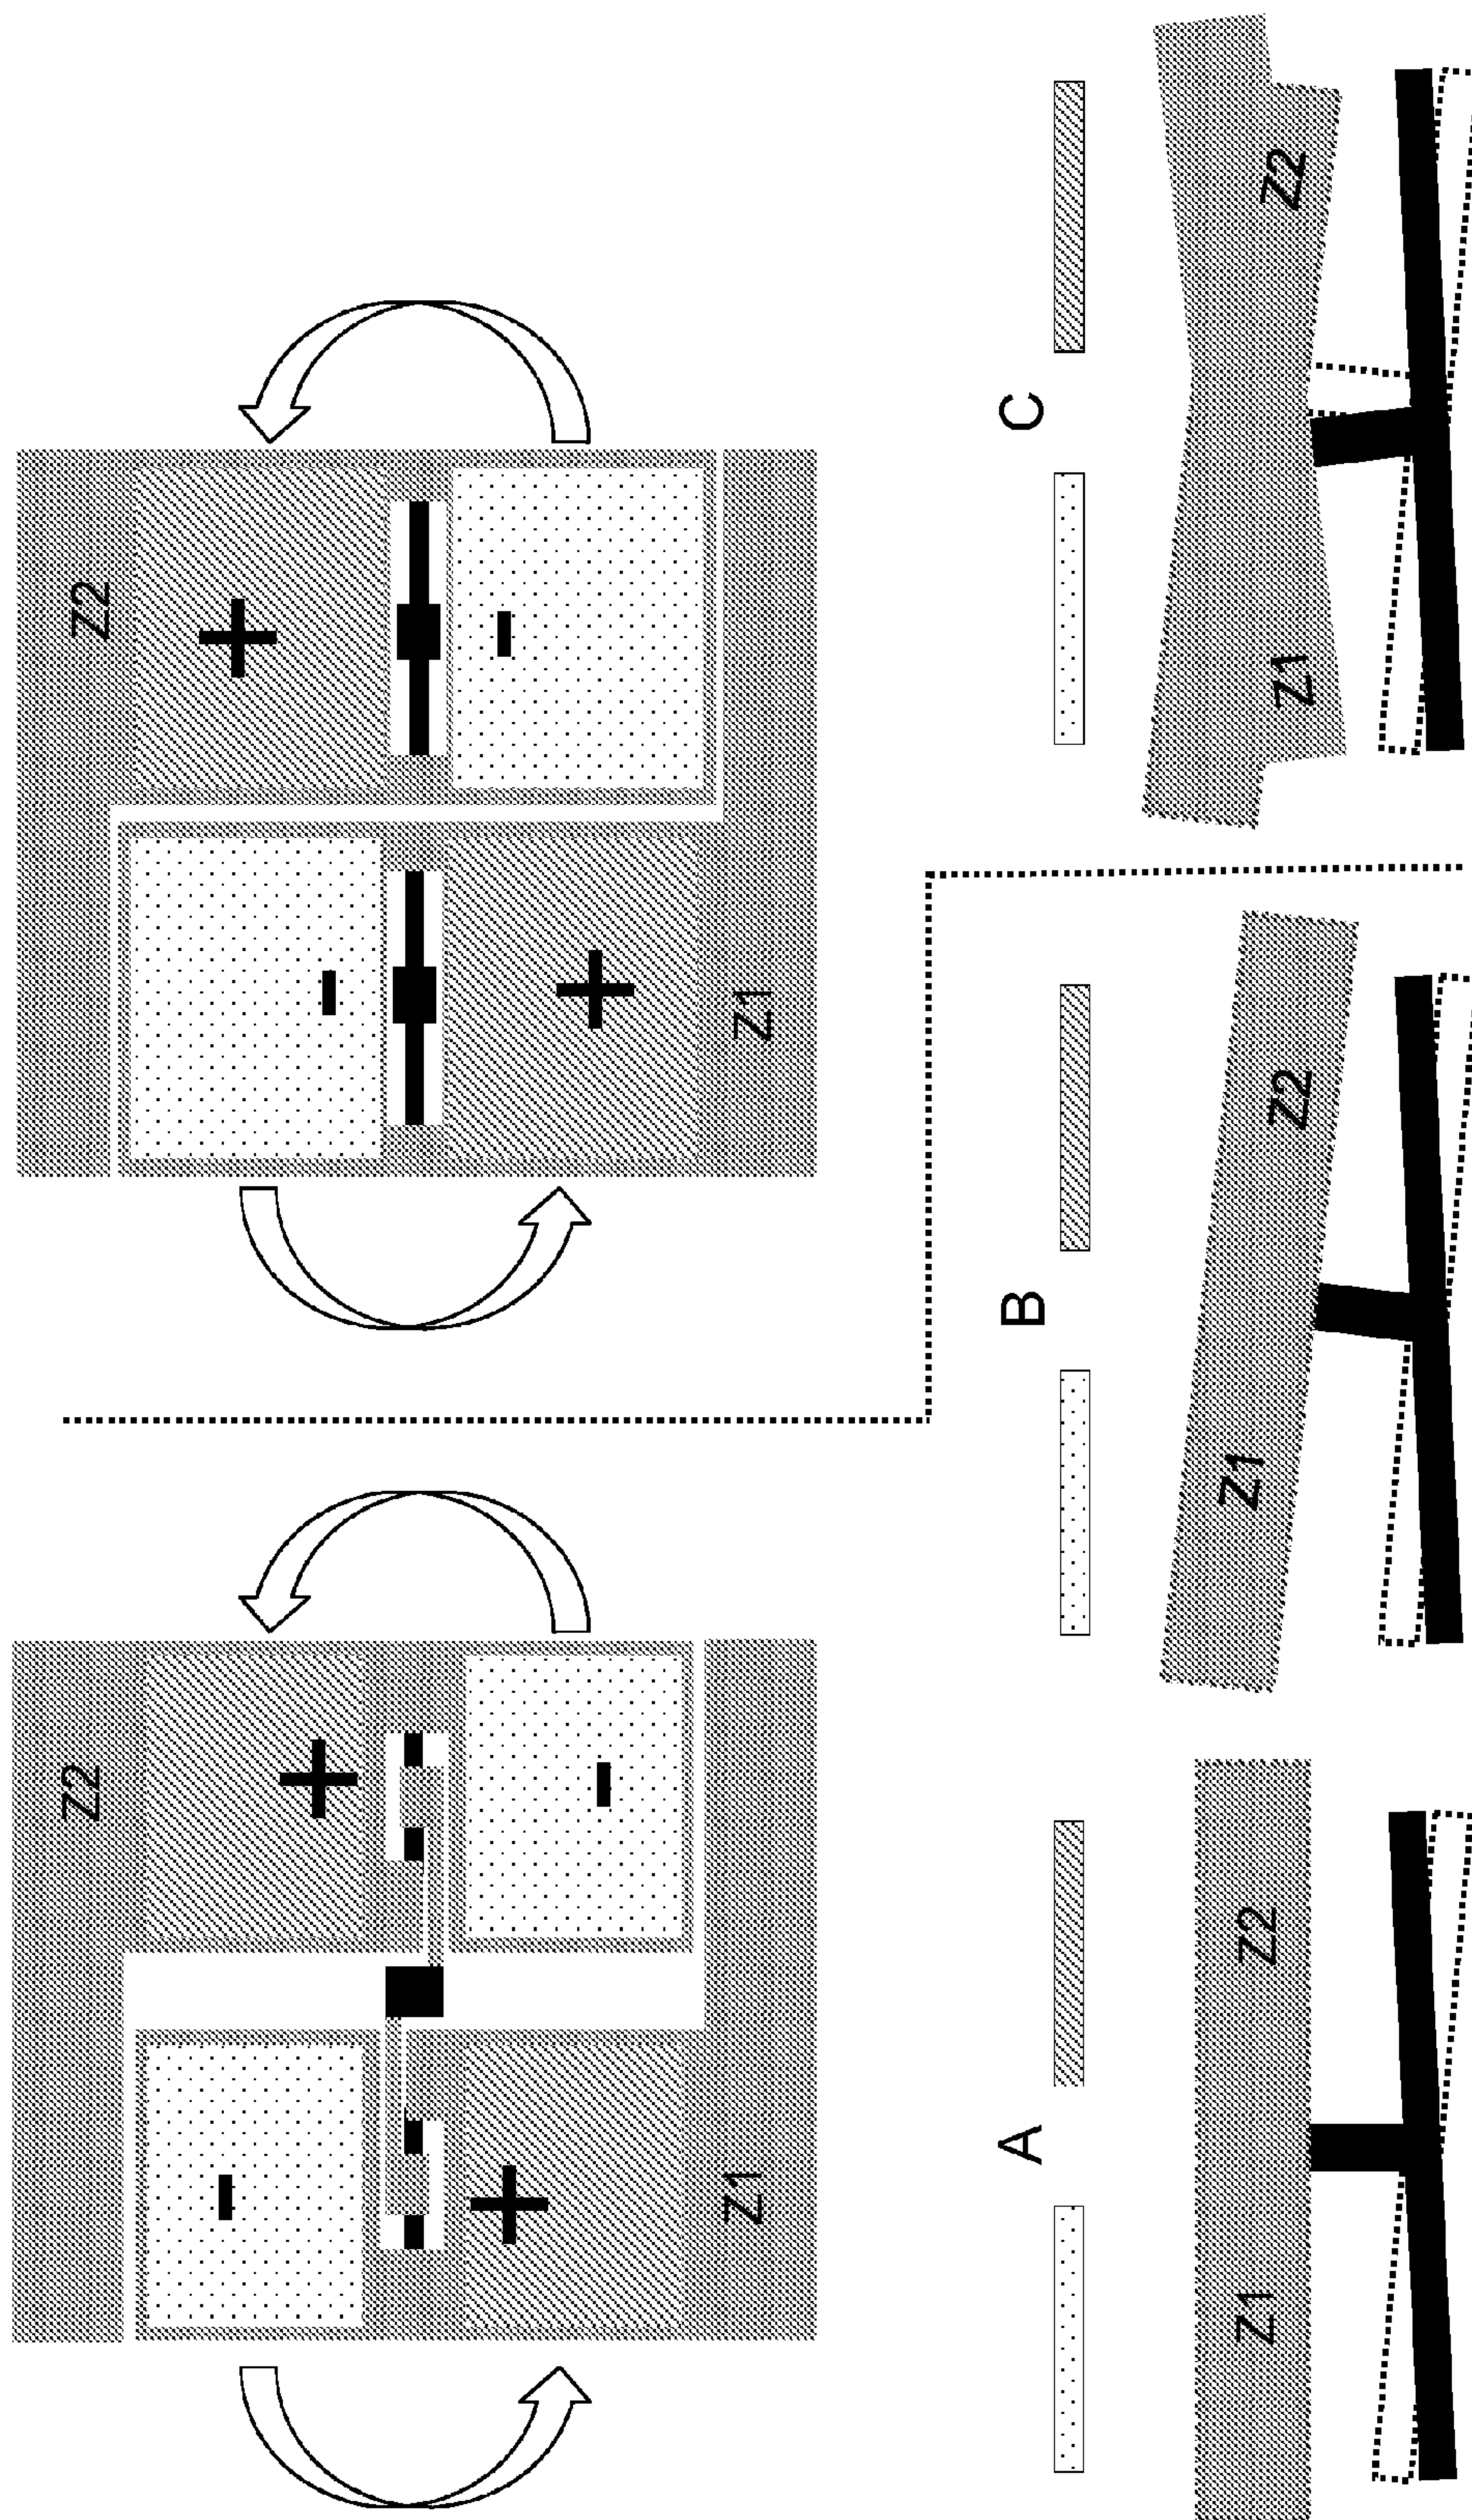 Z2 Z2
- + - +
+ - + -
Z1 Z1
A B C
Z1 Z2 Z1 Z2 Z1 Z2